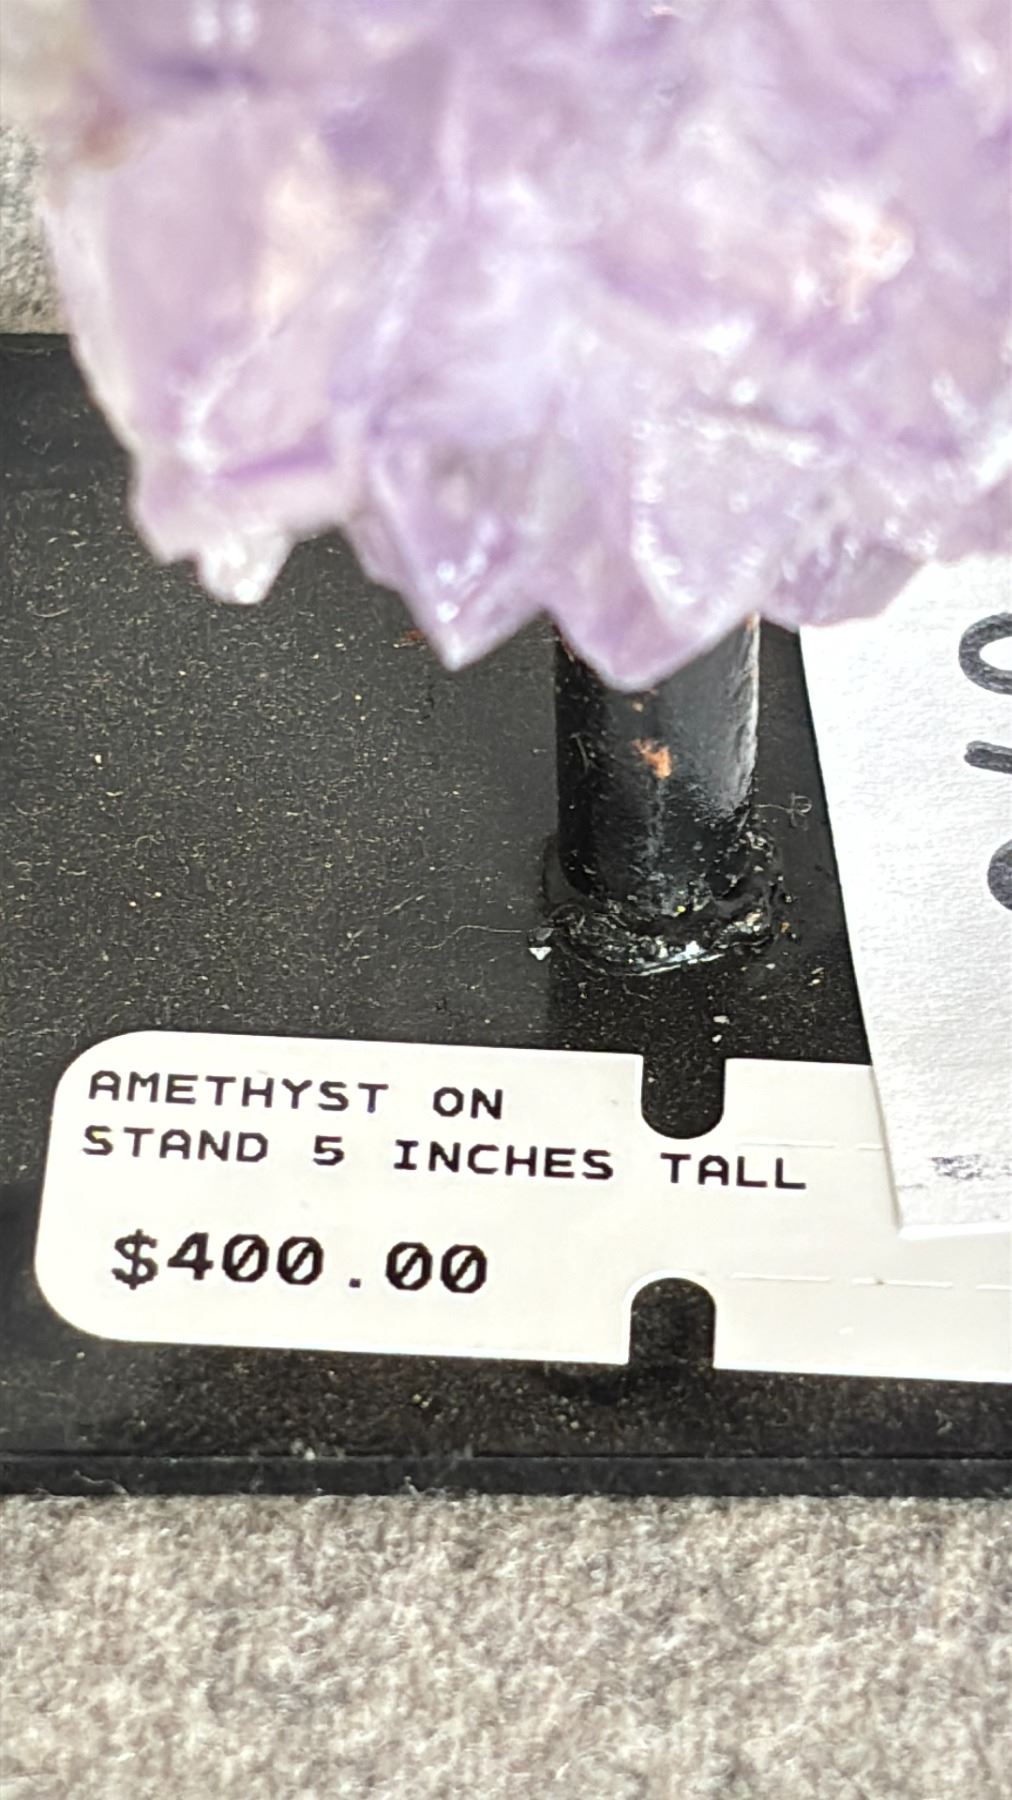 AMETHYST ON
STAND 5 INCHES TALL
$400.00